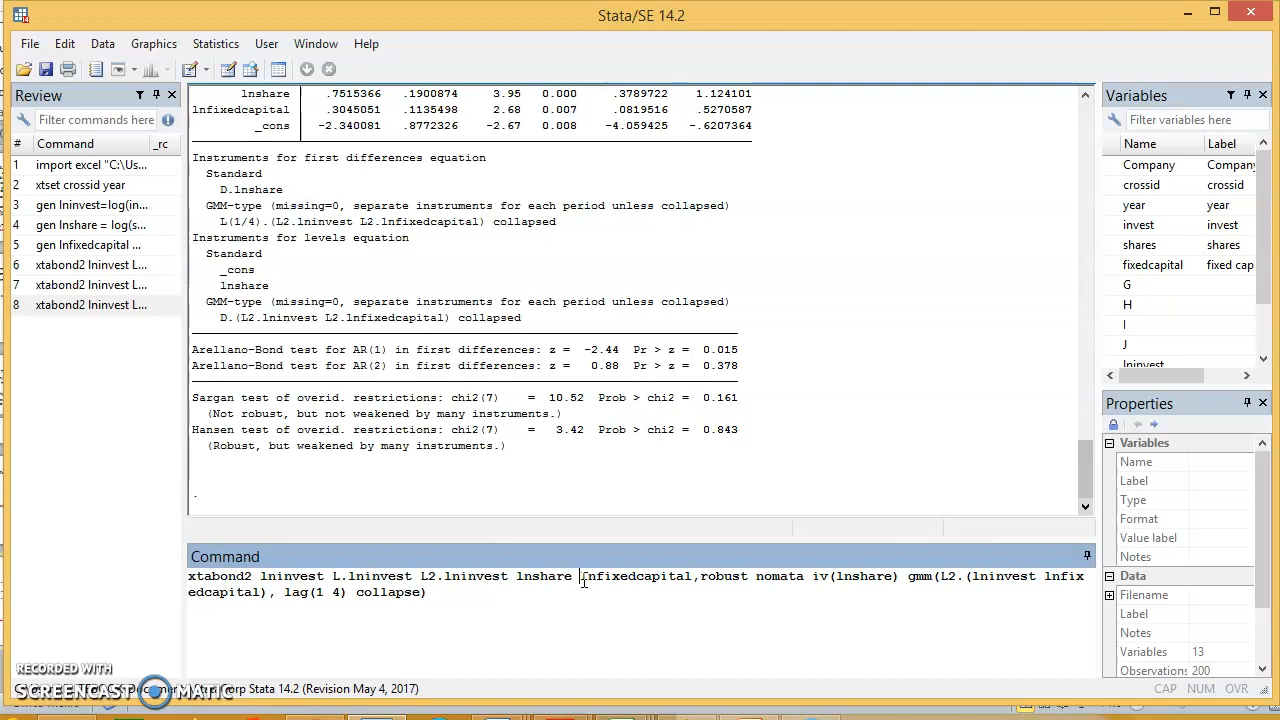 Stata/SE 14.2
File Edit Data Graphics Statistics User Window Help
Review
Filter commands here
# Command _rc
1 import excel "C:\Us...
2 xtset crossid year
3 gen lninvest=log(in...
4 gen lnshare = log(s...
5 gen lnfixedcapital ...
6 xtabond2 lninvest L...
7 xtabond2 lninvest L...
8 xtabond2 lninvest L...
lnshare .7515366 .1900874 3.95 0.000 .3789722 1.124101
lnfixedcapital .3045051 .1135498 2.68 0.007 .0819516 .5270587
_cons -2.340081 .8772326 -2.67 0.008 -4.059425 -.6207364
Instruments for first differences equation
Standard
D.lnshare
GMM-type (missing=0, separate instruments for each period unless collapsed)
L(1/4).(L2.lninvest L2.lnfixedcapital) collapsed
Instruments for levels equation
Standard
_cons
lnshare
GMM-type (missing=0, separate instruments for each period unless collapsed)
D.(L2.lninvest L2.lnfixedcapital) collapsed
Arellano-Bond test for AR(1) in first differences: z = -2.44 Pr > z = 0.015
Arellano-Bond test for AR(2) in first differences: z = 0.88 Pr > z = 0.378
Sargan test of overid. restrictions: chi2(7) = 10.52 Prob > chi2 = 0.161
(Not robust, but not weakened by many instruments.)
Hansen test of overid. restrictions: chi2(7) = 3.42 Prob > chi2 = 0.843
(Robust, but weakened by many instruments.)
.
Command
xtabond2 lninvest L.lninvest L2.lninvest lnshare lnfixedcapital,robust nomata iv(lnshare) gmm(L2.(lninvest lnfix
edcapital), lag(1 4) collapse)
Variables
Filter variables here
Name Label
Company Company
crossid crossid
year year
invest invest
shares shares
fixedcapital fixed cap
G
H
I
J
lninvest
Properties
Variables
Name
Label
Type
Format
Value label
Notes
Data
Filename
Label
Notes
Variables 13
Observations 200
RECORDED WITH
SCREENCAST MATIC
Corp Stata 14.2 (Revision May 4, 2017)
CAP NUM OVR